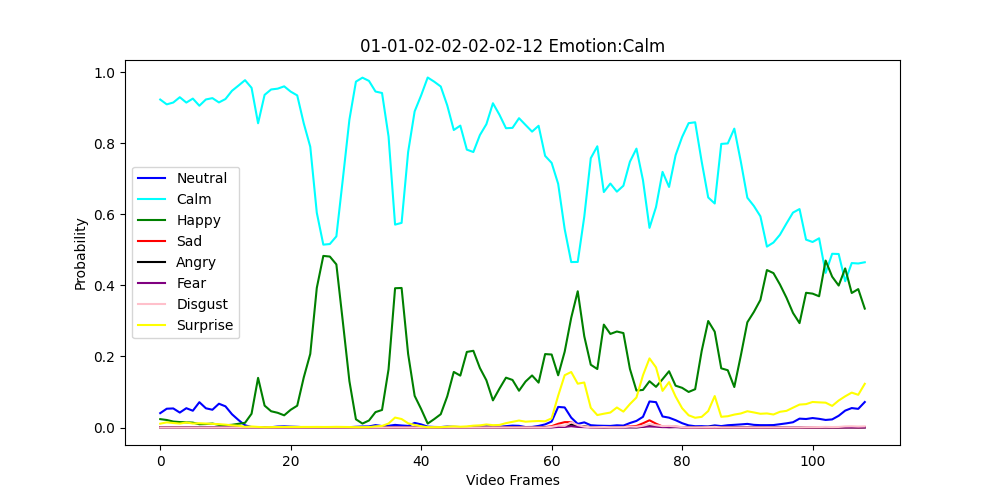 01-01-02-02-02-02-12 Emotion:Calm
Probability
1.0
0.8
0.6
0.4
0.2
0.0
Neutral
Calm
Happy
Sad
Angry
Fear
Disgust
Surprise
0 20 40 60 80 100
Video Frames